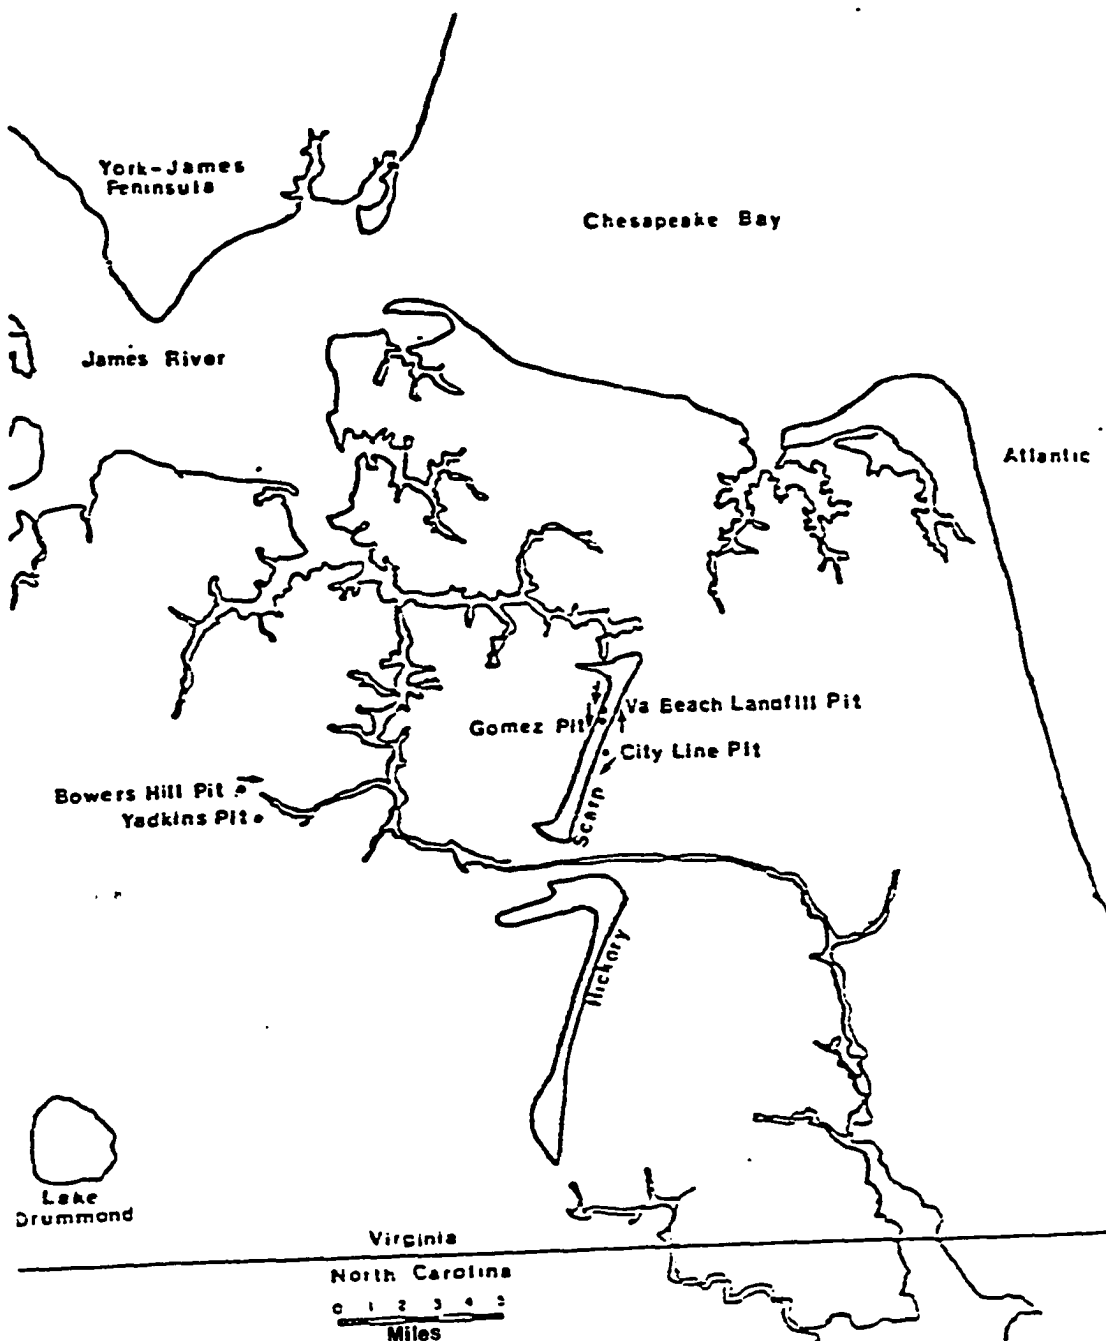 York-James
Peninsula
Chesapeake Bay
James River
Atlantic
Va Beach Landfill Pit
Gomez Pit
City Line Pit
Bowers Hill Pit
Yadkins Pit
Scarp
Hickory
Lake
Drummond
Virginia
North Carolina
0 1 2 3 4 5
Miles